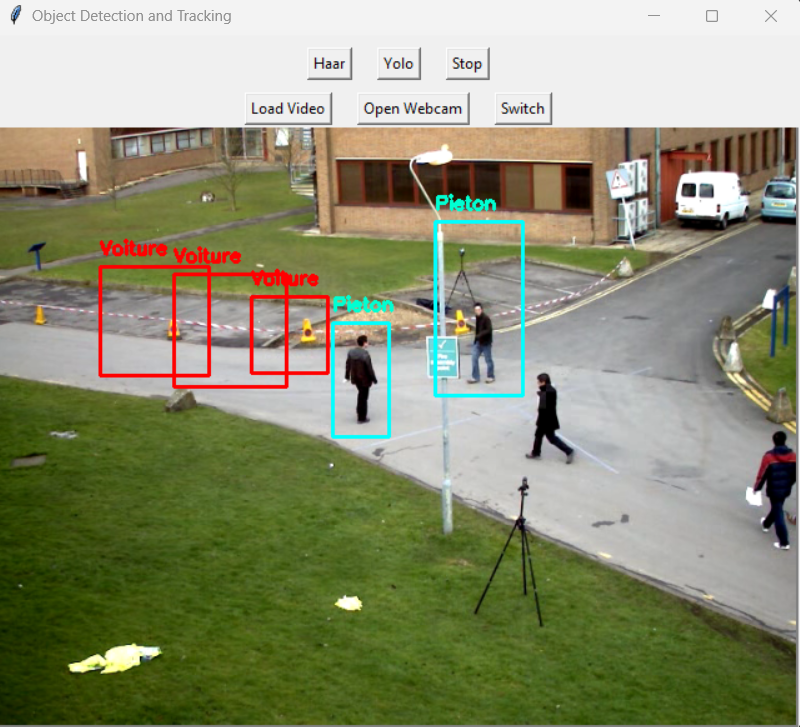 Object Detection and Tracking
Haar Yolo Stop
Load Video Open Webcam Switch
Pieton
Voiture
Voiture
Voiture
Pieton